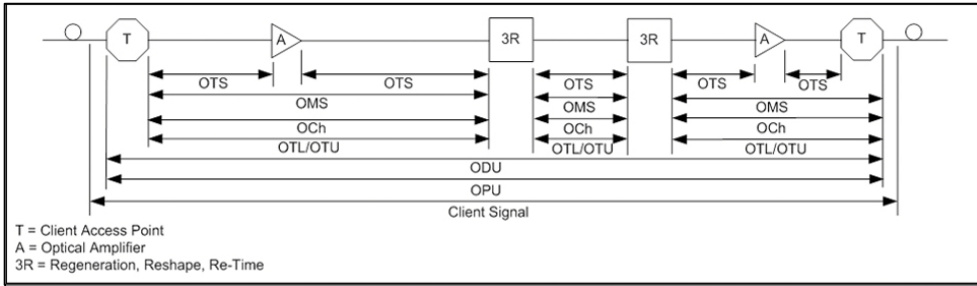 T A 3R 3R A T
OTS OTS OTS OTS OTS
OMS OMS OMS
OCh OCh OCh
OTL/OTU OTL/OTU OTL/OTU
ODU
OPU
Client Signal
T = Client Access Point
A = Optical Amplifier
3R = Regeneration, Reshape, Re-Time